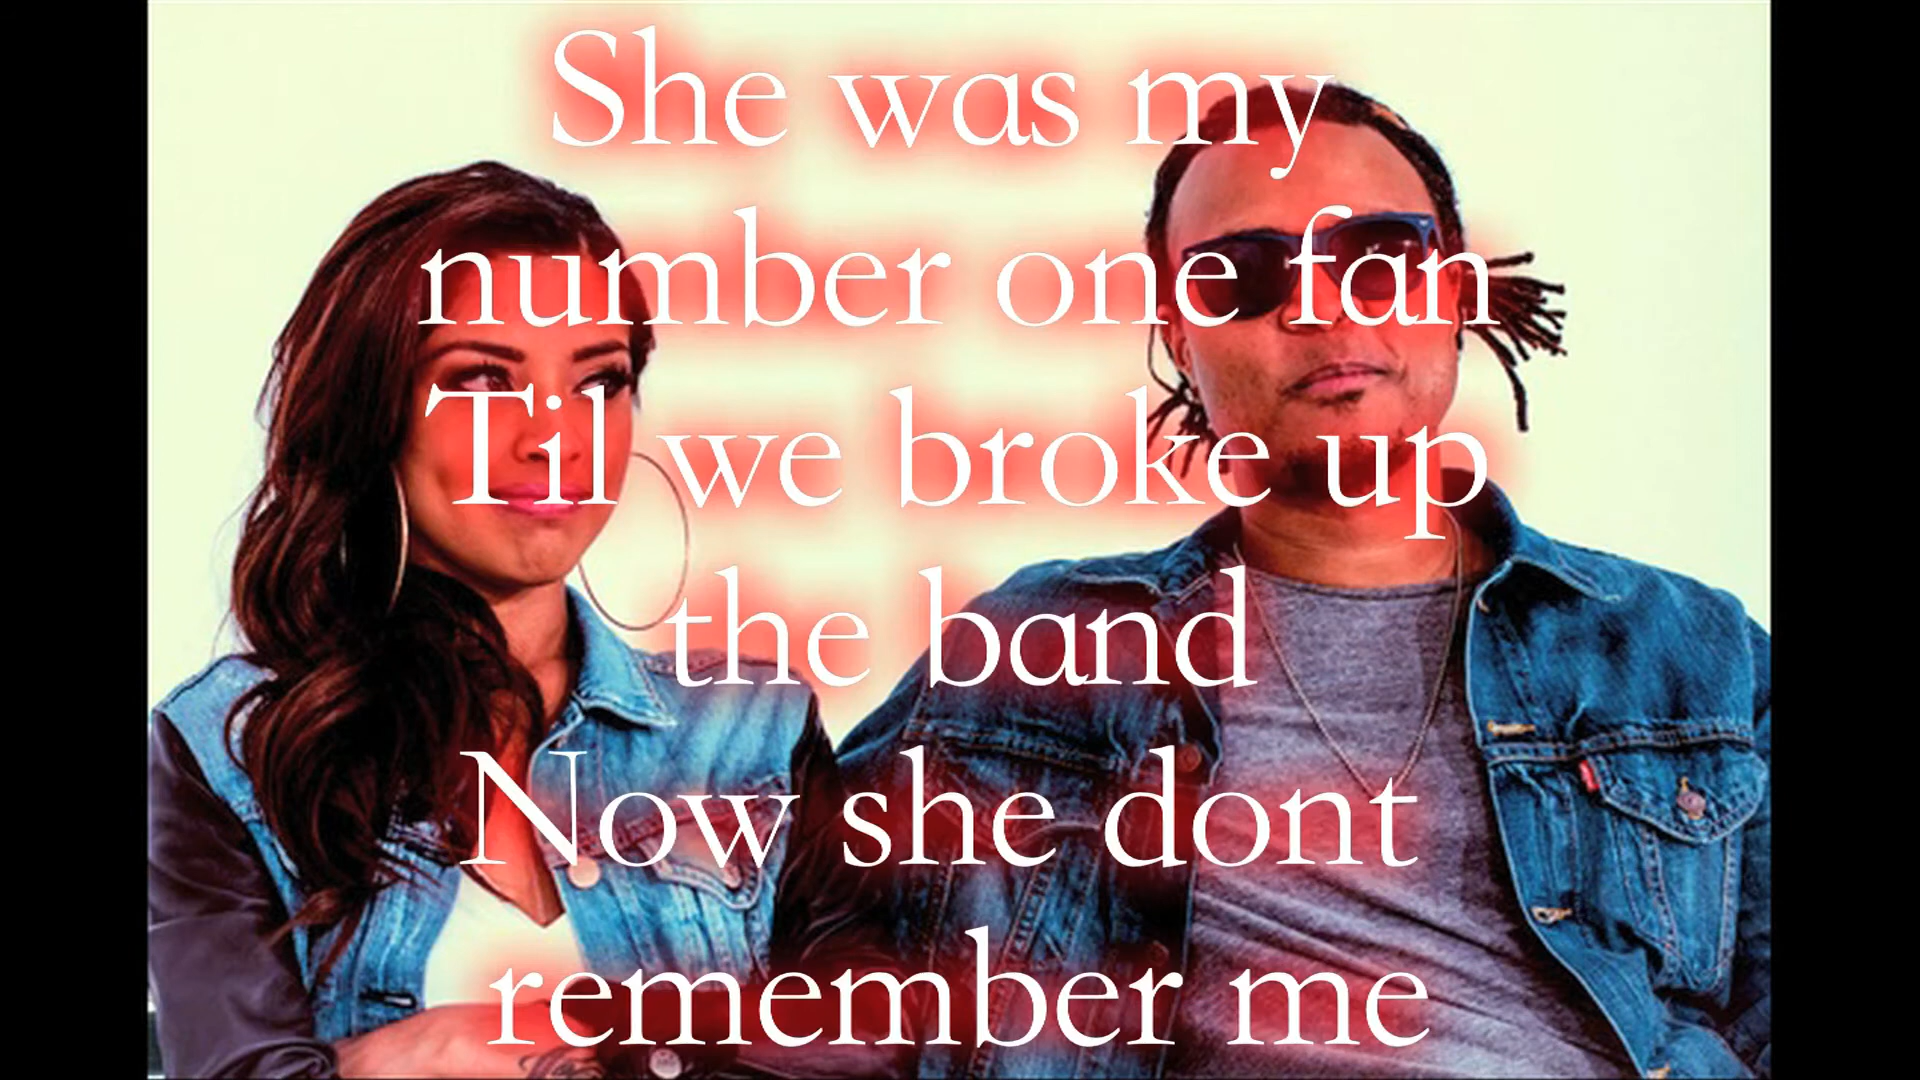 She was my
number one fan
Til we broke up
the band
Now she dont
remember me